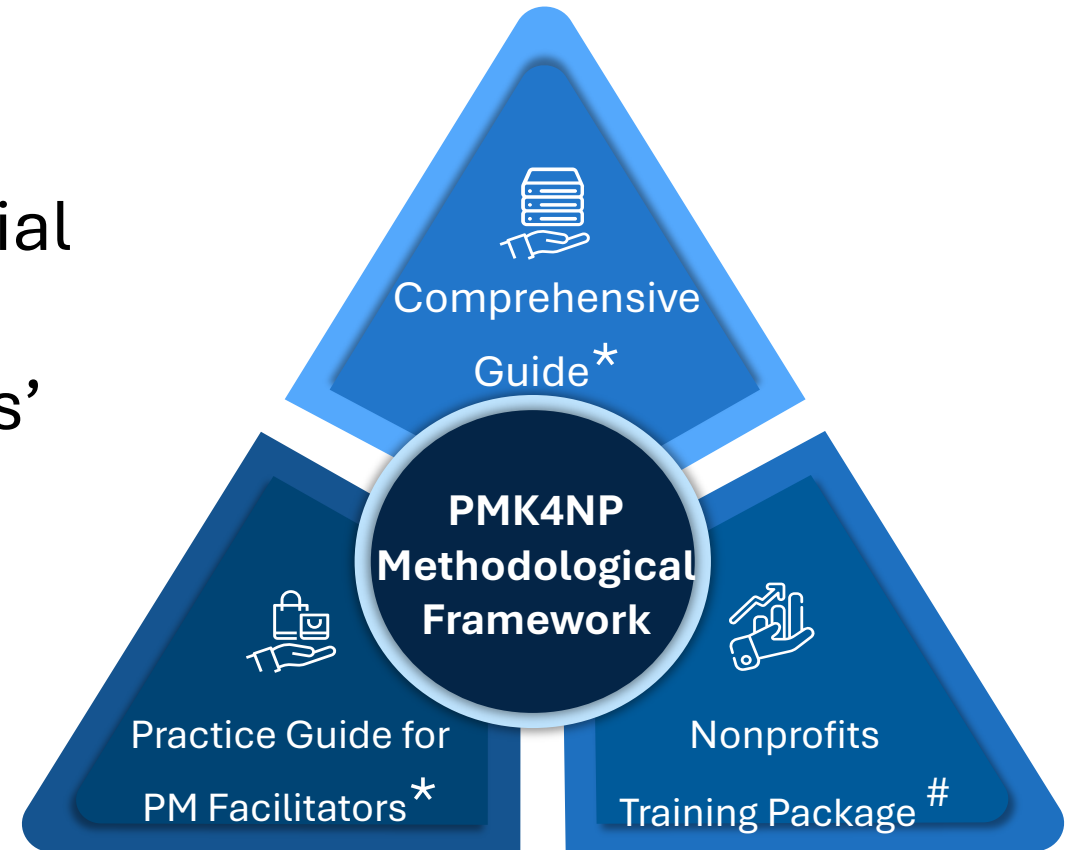 ial
s’
Comprehensive
Guide*
PMK4NP
Methodological
Framework
Practice Guide for
PM Facilitators*
Nonprofits
Training Package #